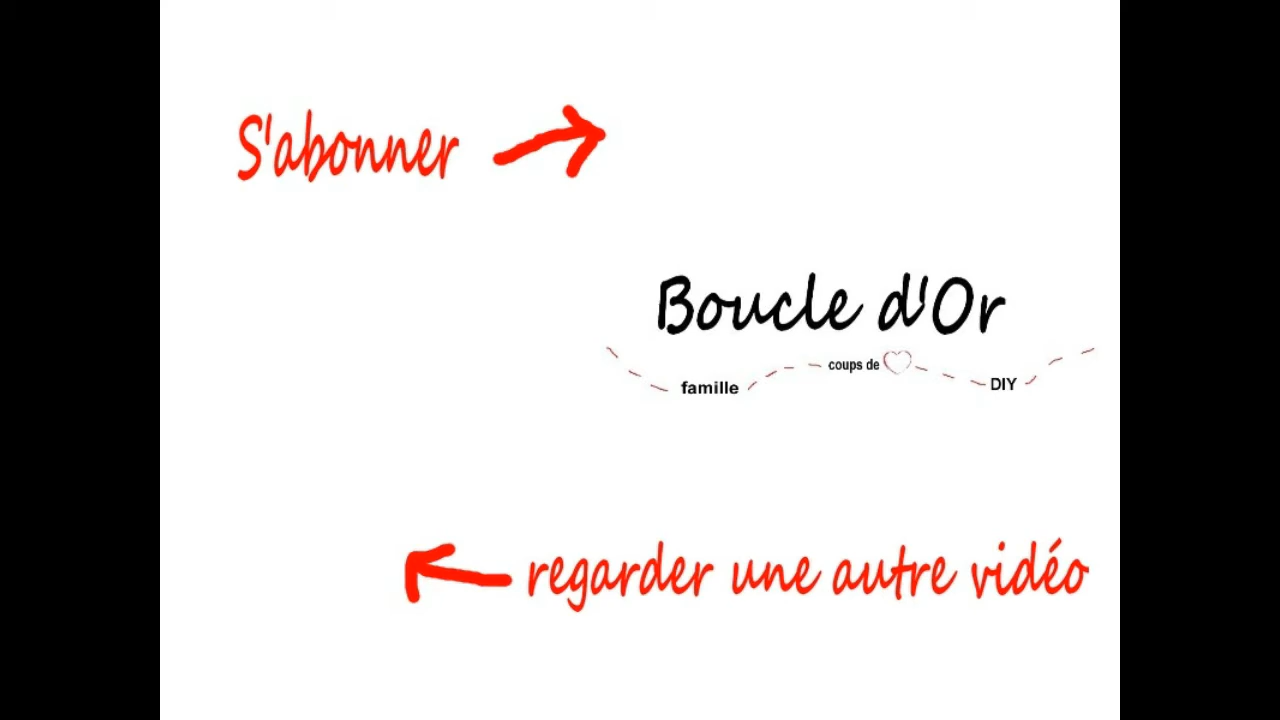 S'abonner
Boucle d'Or
famille coups de DIY
regarder une autre vidéo